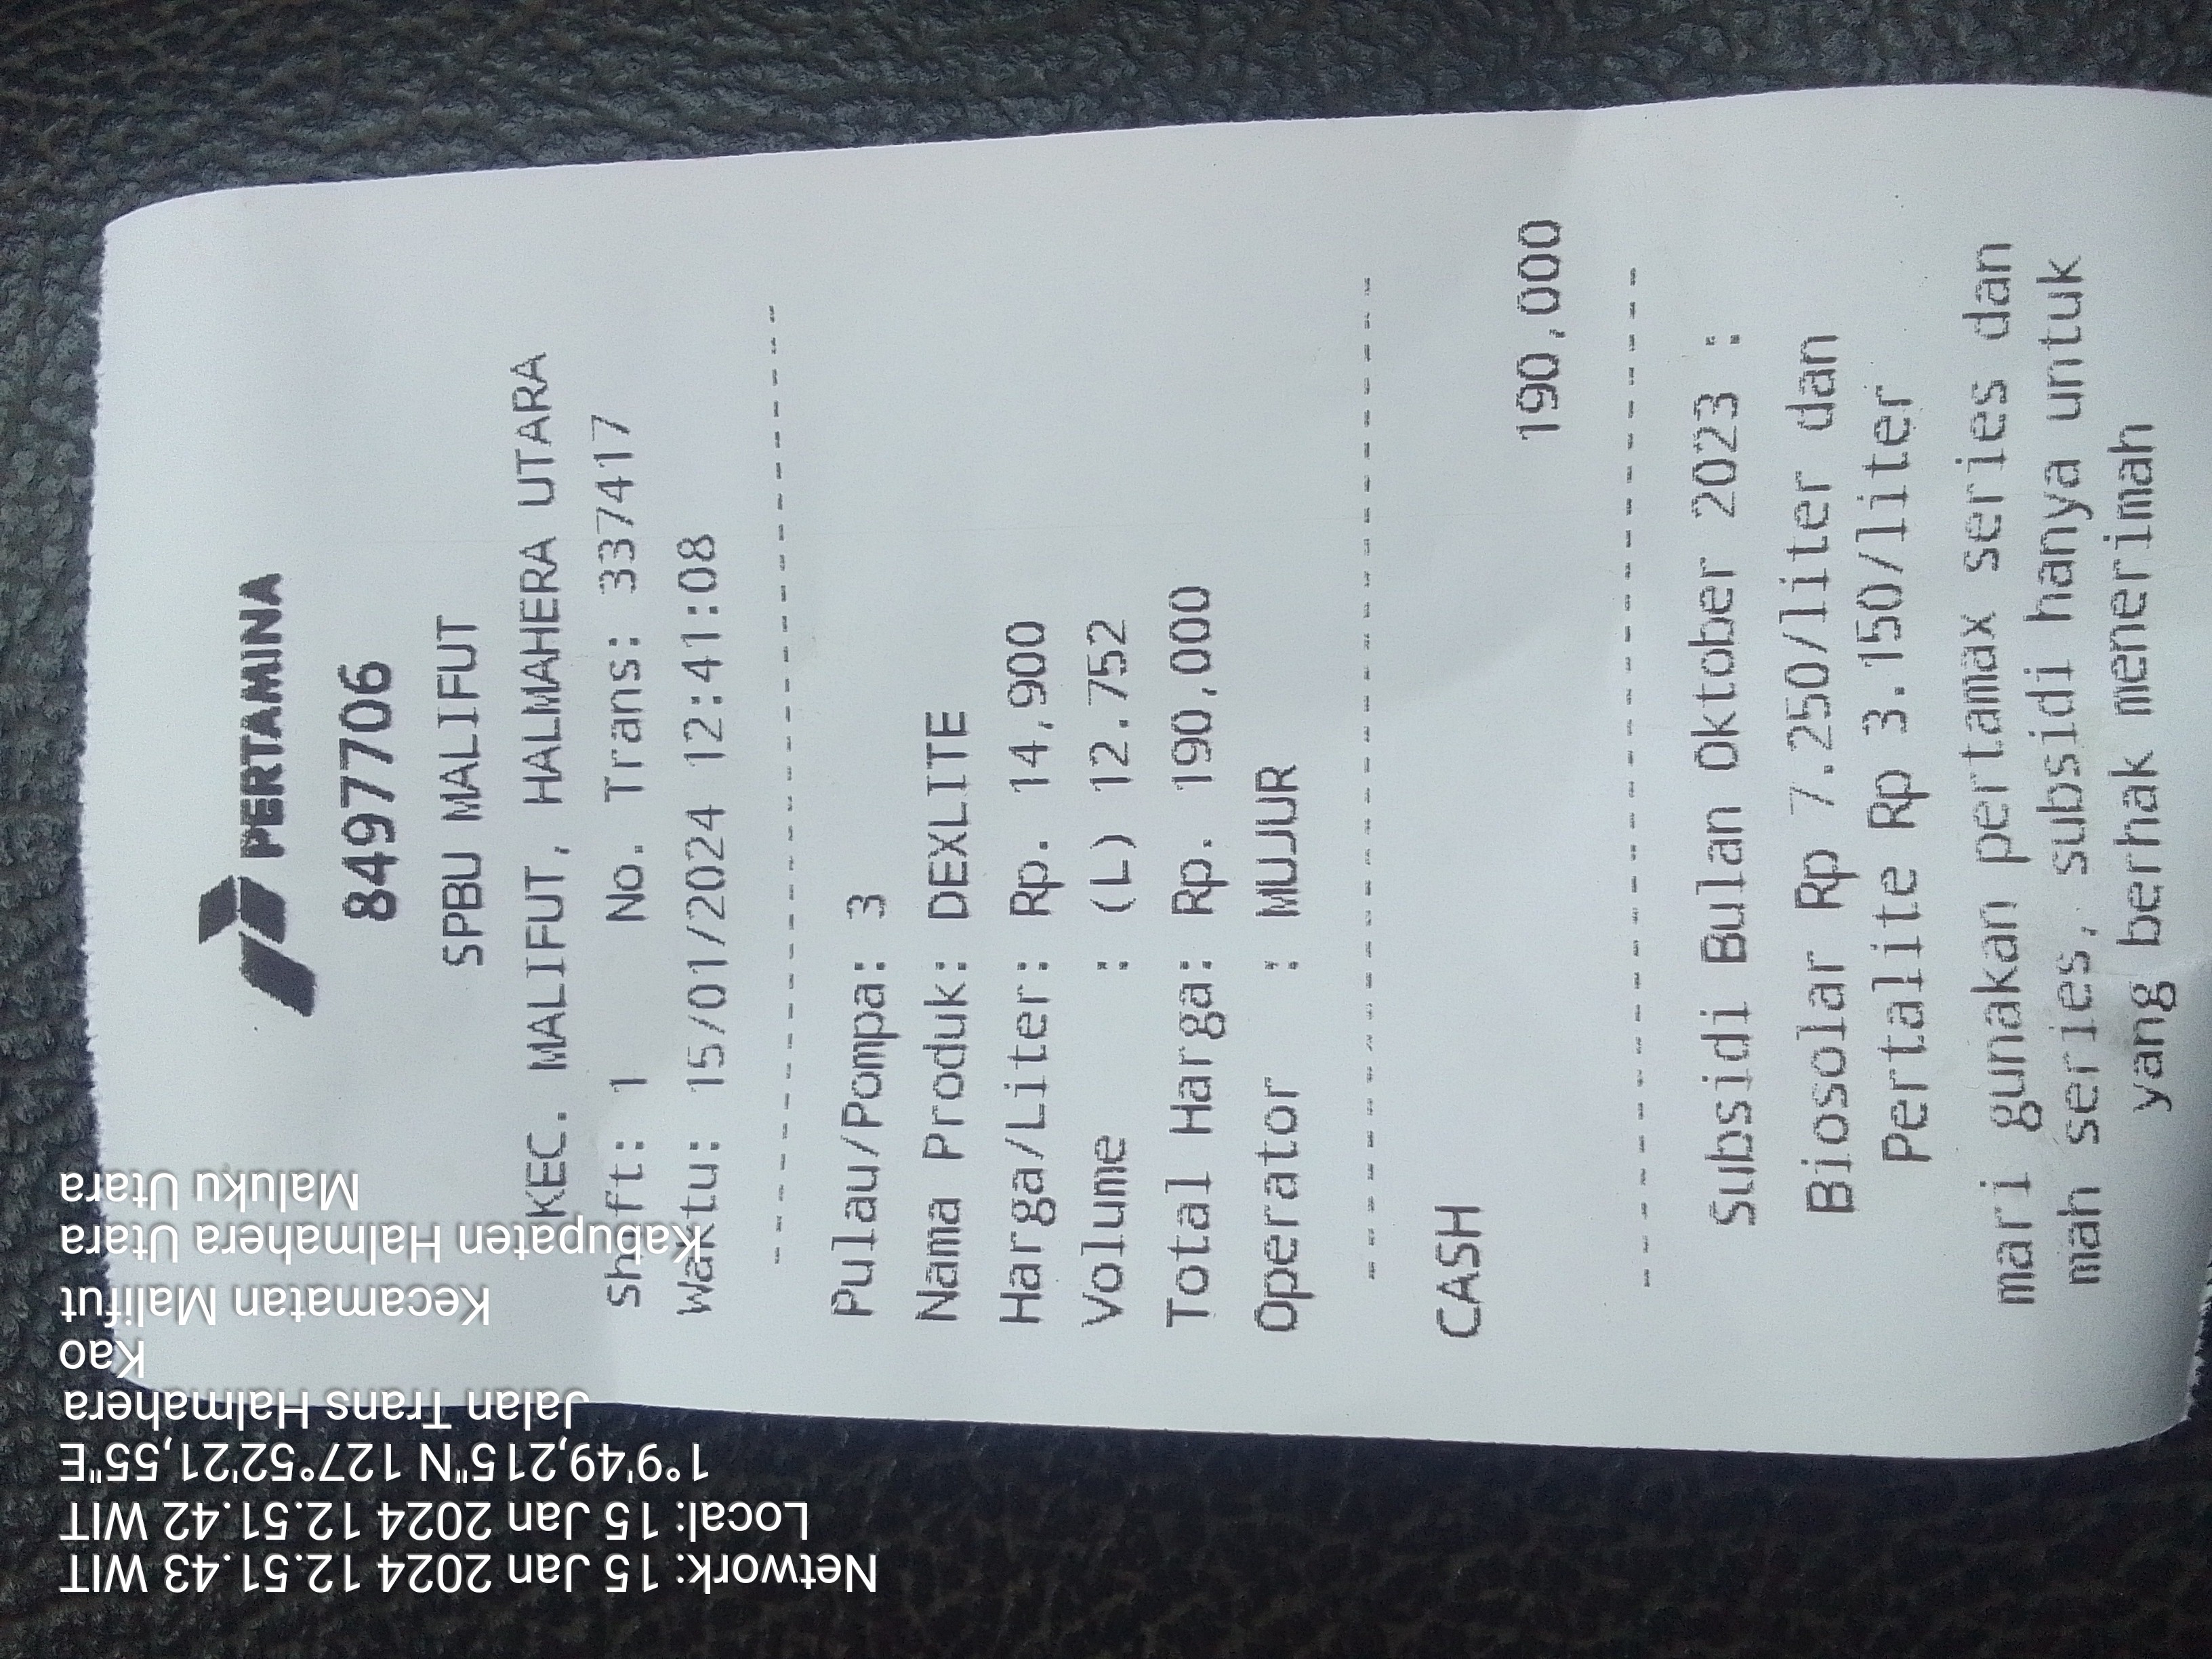 PERTAMINA
8497706
SPBU MALIFUT
KEC. MALIFUT, HALMAHERA UTARA
Shift: 1 No. Trans: 337417
Waktu: 15/01/2024 12:41:08
Pulau/Pompa: 3
Nama Produk: DEXLITE
Harga/Liter: Rp. 14,900
Volume : (L) 12.752
Total Harga: Rp. 190,000
Operator : MUJUR
CASH
190,000
Subsidi Bulan Oktober 2023 :
Biosolar Rp 7.250/liter dan
Pertalite Rp 3.150/liter
mari gunakan pertamax series dan
mah series, subsidi hanya untuk
yang berhak menerimah
Network: 15 Jan 2024 12.51.43 WIT
Local: 15 Jan 2024 12.51.42 WIT
1°9'49,215"N 127°52'21,55"E
Jalan Trans Halmahera
Kao
Kecamatan Malifut
Kabupaten Halmahera Utara
Maluku Utara